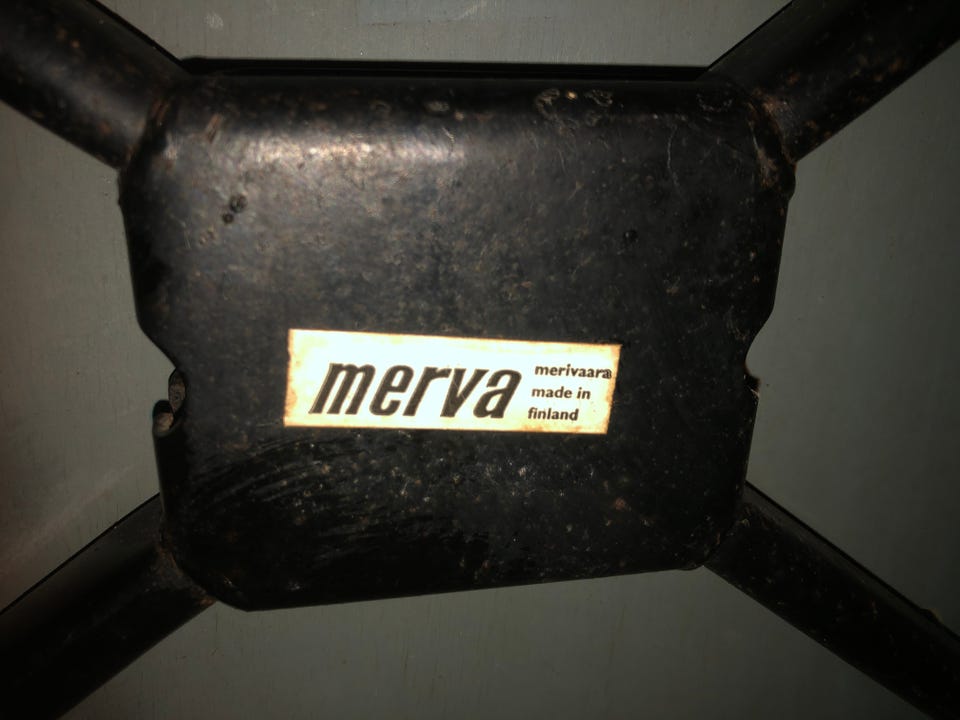 merva
merivaara
made in
finland